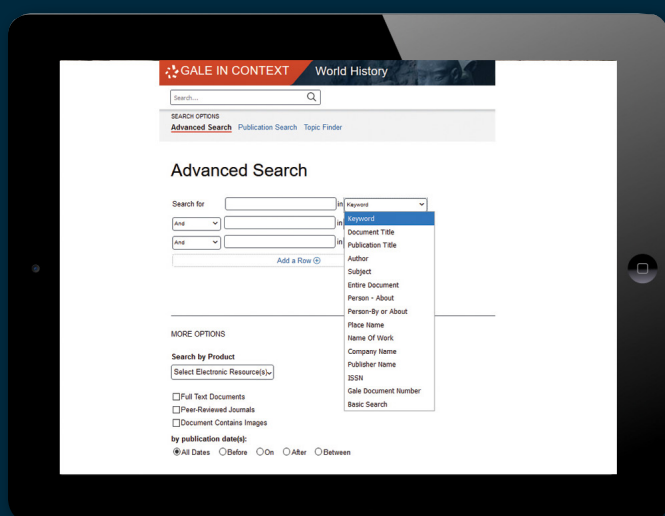 GALE IN CONTEXT World History
Search...
SEARCH OPTIONS
Advanced Search Publication Search Topic Finder
Advanced Search
Search for in Keyword
Keyword
And in
Document Title
Publication Title
And in
Author
Add a Row
Subject
Entire Document
Person - About
Person-By or About
Place Name
MORE OPTIONS
Name Of Work
Company Name
Search by Product
Publisher Name
Select Electronic Resource(s)
ISSN
Gale Document Number
Full Text Documents
Basic Search
Peer-Reviewed Journals
Document Contains Images
by publication date(s):
All Dates Before On After Between